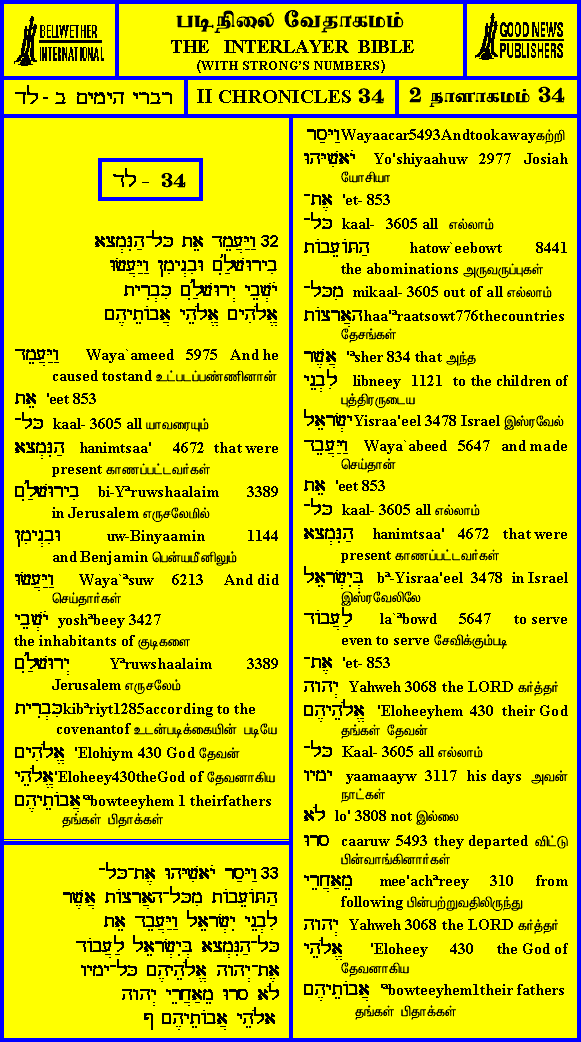 BELLWETHER
INTERNATIONAL
படிநிலை வேதாகமம்
THE INTERLAYER BIBLE
(WITH STRONG'S NUMBERS)
GOOD NEWS
PUBLISHERS
רברי הימים ב - לד
II CHRONICLES 34
2 நாளாகமம் 34
לד - 34
32 וַיַּעֲמֵד אֵת כָּל־הַנִּמְצָא
בִירוּשָׁלַ‍ִם וּבִנְיָמִן וַיַּעֲשׂוּ
יֹשְׁבֵי יְרוּשָׁלַ‍ִם כִּבְרִית
אֱלֹהִים אֱלֹהֵי אֲבוֹתֵיהֶם
וַיַּעֲמֵד Waya`ameed 5975 And he
caused tostand உட்படப்பண்ணினான்
אֵת 'eet 853
כָּל־ kaal- 3605 all யாவரையும்
הַנִּמְצָא hanimtsaa' 4672 that were
present காணப்பட்டவர்கள்
בִירוּשָׁלַ‍ִם bi-Yªruwshaalaim 3389
in Jerusalem எருசலேமில்
וּבִנְיָמִן uw-Binyaamin 1144
and Benjamin பென்யமீனிலும்
וַיַּעֲשׂוּ Waya`ªsuw 6213 And did
செய்தார்கள்
יֹשְׁבֵי yoshªbeey 3427
the inhabitants of குடிகளை
יְרוּשָׁלַ‍ִם Yªruwshaalaim 3389
Jerusalem எருசலேம்
כִּבְרִית kibªriyt1285according to the
covenantof உடன்படிக்கையின் படியே
אֱלֹהִים 'Elohiym 430 God தேவன்
אֱלֹהֵי 'Eloheey430theGod of தேவனாகிய
אֲבוֹתֵיהֶם 'ªbowteeyhem 1 theirfathers
தங்கள் பிதாக்கள்
33 וַיָּסַר יֹאשִׁיָּהוּ אֶת־כָּל־
הַתּוֹעֵבוֹת מִכָּל־הָאֲרָצוֹת אֲשֶׁר
לִבְנֵי יִשְׂרָאֵל וַיַּעֲבֵד אֵת
כָּל־הַנִּמְצָא בְּיִשְׂרָאֵל לַעֲבוֹד
אֶת־יְהוָה אֱלֹהֵיהֶם כָּל־יָמָיו
לֹא סָרוּ מֵאַחֲרֵי יְהוָה
אֱלֹהֵי אֲבוֹתֵיהֶם ף
וַיָּסַר Wayaacar5493Andtookawayகற்றி
יֹאשִׁיָּהוּ Yo'shiyaahuw 2977 Josiah
யோசியா
אֶת־ 'et- 853
כָּל־ kaal- 3605 all எல்லாம்
הַתּוֹעֵבוֹת hatow`eebowt 8441
the abominations அருவருப்புகள்
מִכָּל־ mikaal- 3605 out of all எல்லாம்
הָאֲרָצוֹת haa'ªraatsowt776thecountries
தேசங்கள்
אֲשֶׁר 'ªsher 834 that அந்த
לִבְנֵי libneey 1121 to the children of
புத்திரருடைய
יִשְׂרָאֵל Yisraa'eel 3478 Israel இஸ்ரவேல்
וַיַּעֲבֵד Waya`abeed 5647 and made
செய்தான்
אֵת 'eet 853
כָּל־ kaal- 3605 all எல்லாம்
הַנִּמְצָא hanimtsaa' 4672 that were
present காணப்பட்டவர்கள்
בְּיִשְׂרָאֵל bª-Yisraa'eel 3478 in Israel
இஸ்ரவேலிலே
לַעֲבוֹד la`ªbowd 5647 to serve
even to serve சேவிக்கும்படி
אֶת־ 'et- 853
יְהוָה Yahweh 3068 the LORD கர்த்தர்
אֱלֹהֵיהֶם 'Eloheeyhem 430 their God
தங்கள் தேவன்
כָּל־ Kaal- 3605 all எல்லாம்
יָמָיו yaamaayw 3117 his days அவன்
நாட்கள்
לֹא lo' 3808 not இல்லை
סָרוּ caaruw 5493 they departed விட்டு
பின்வாங்கினார்கள்
מֵאַחֲרֵי mee'achªreey 310 from
following பின்பற்றுவதிலிருந்து
יְהוָה Yahweh 3068 the LORD கர்த்தர்
אֱלֹהֵי 'Eloheey 430 the God of
தேவனாகிய
אֲבוֹתֵיהֶם 'ªbowteeyhem1their fathers
தங்கள் பிதாக்கள்